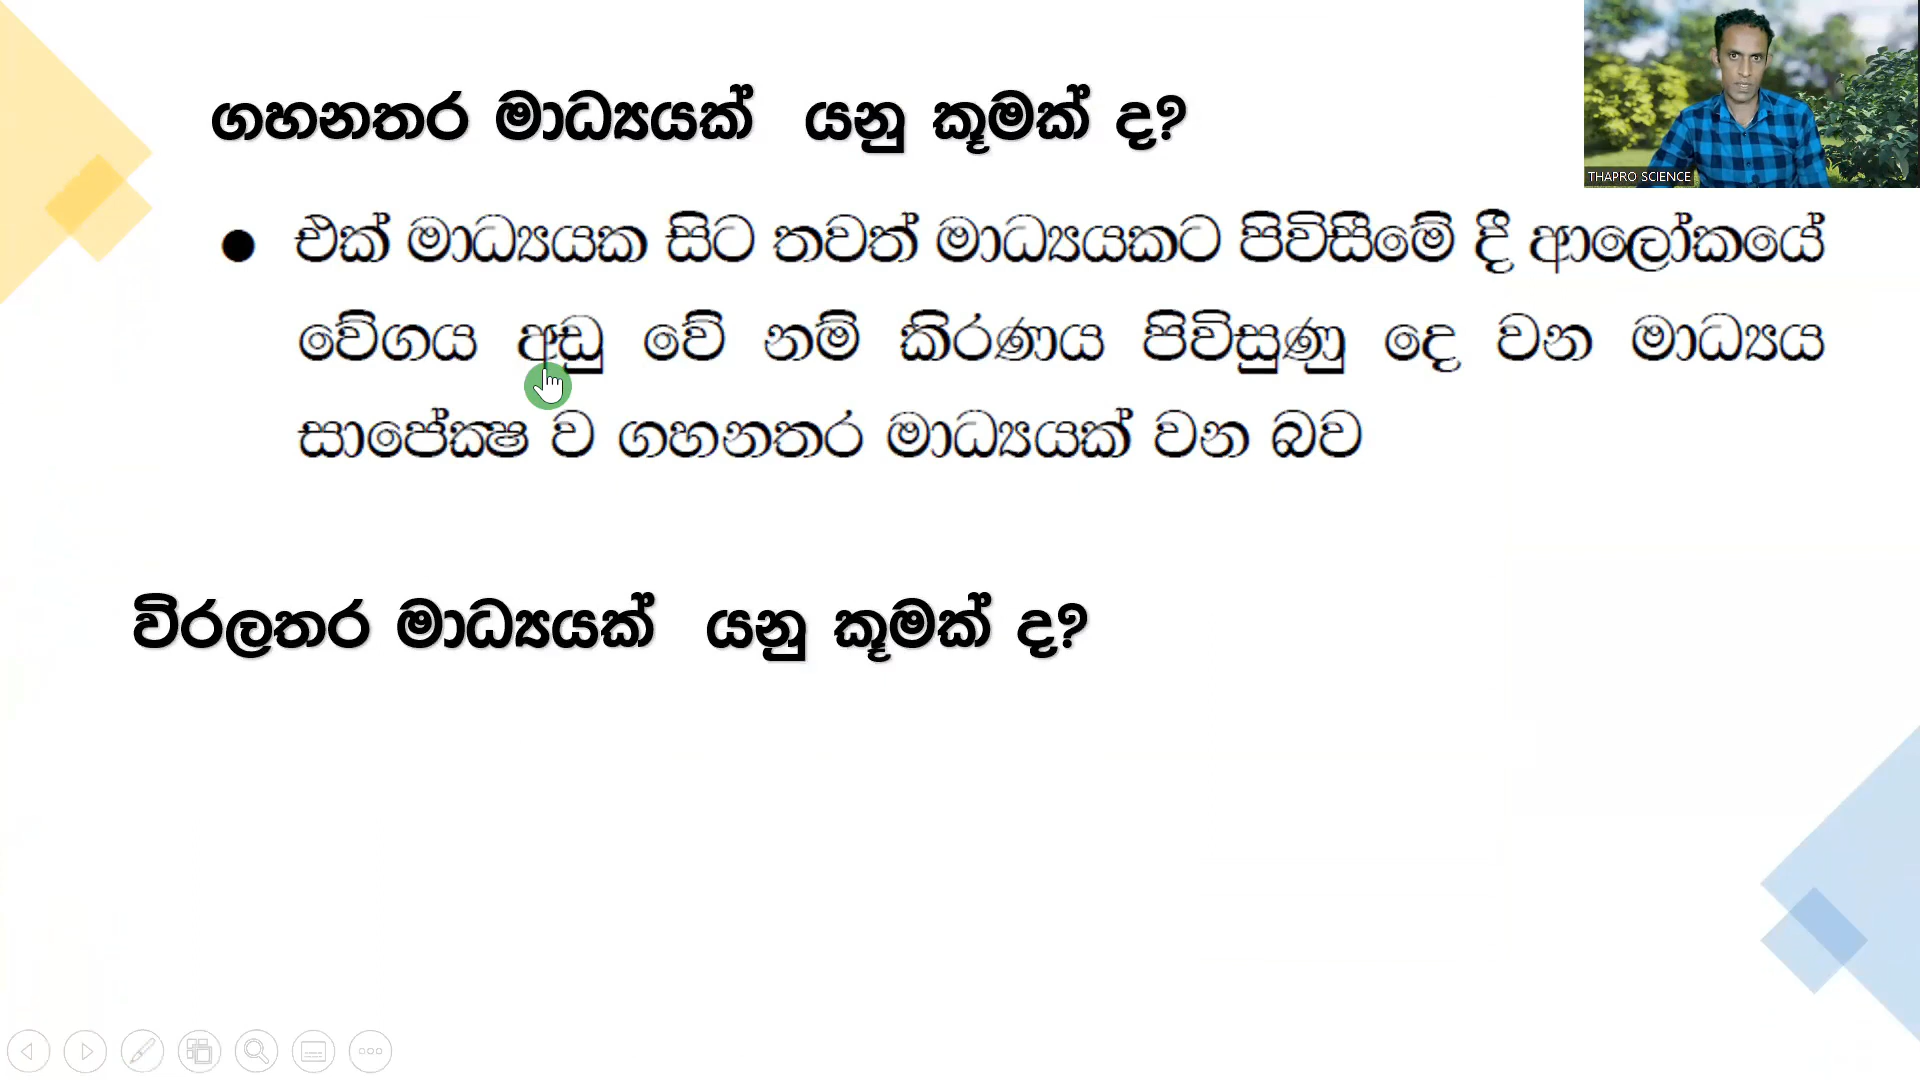 THAPRO SCIENCE
ගහනතර මාධ්‍යයක් යනු කුමක් ද?
● එක් මාධ්‍යයක සිට තවත් මාධ්‍යයකට පිවිසීමේ දී ආලෝකයේ
වේගය අඩු වේ නම් කිරණය පිවිසුණු දෙ වන මාධ්‍යය
සාපේක්‍ෂ ව ගහනතර මාධ්‍යයක් වන බව
විරලතර මාධ්‍යයක් යනු කුමක් ද?